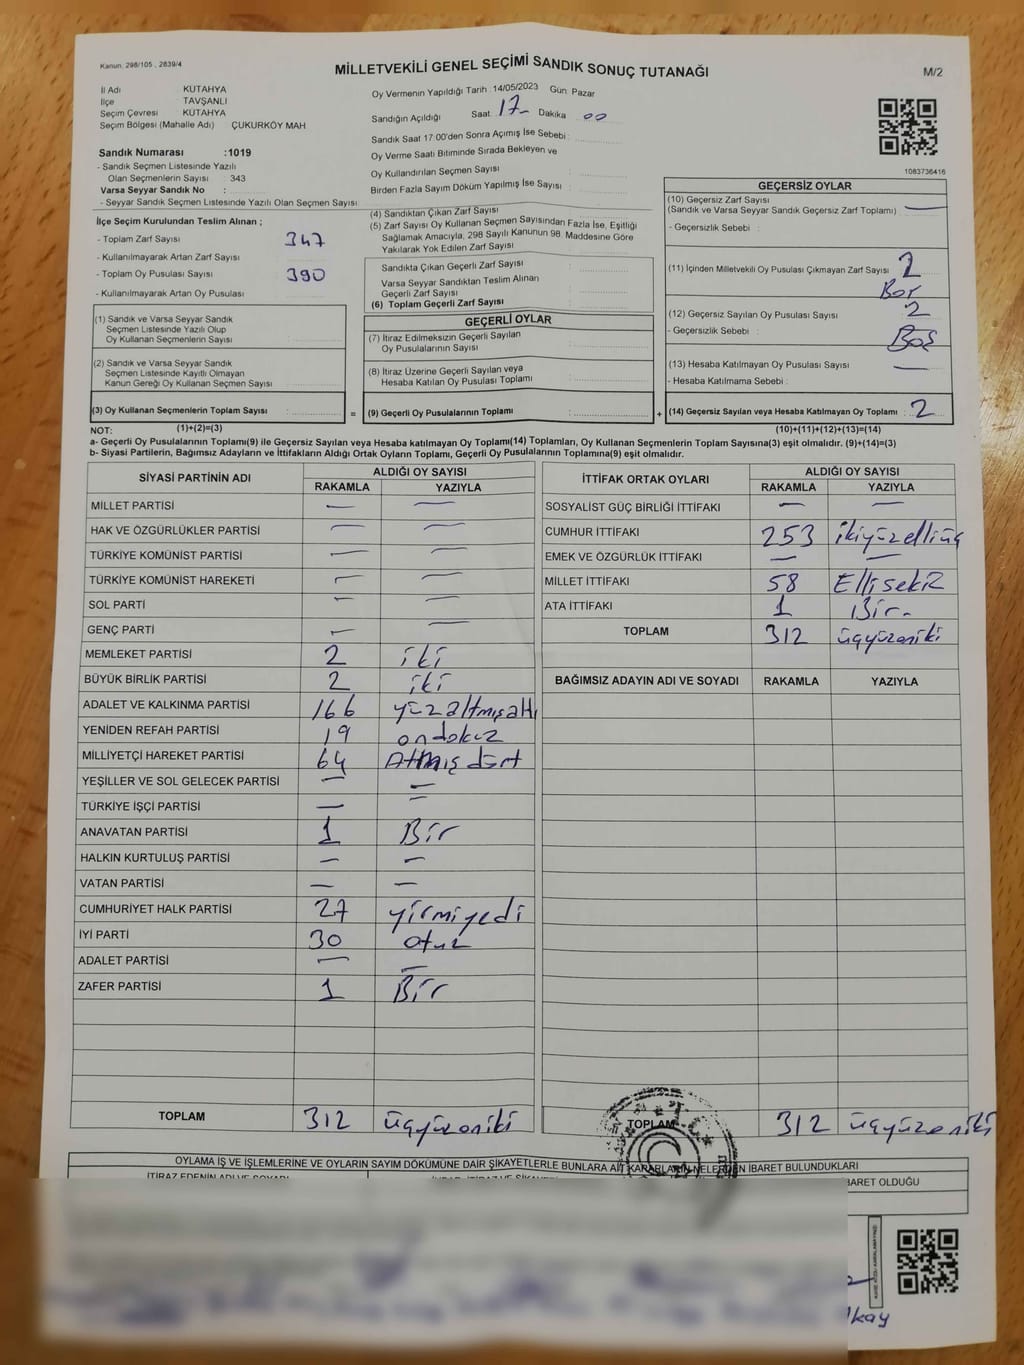 Kanun: 298/105 , 2839/4
MİLLETVEKİLİ GENEL SEÇİMİ SANDIK SONUÇ TUTANAĞI
M/2
İl Adı : KÜTAHYA
İlçe : TAVŞANLI
Seçim Çevresi : KÜTAHYA
Seçim Bölgesi (Mahalle Adı) : ÇUKURKÖY MAH
Sandık Numarası :1019
- Sandık Seçmen Listesinde Yazılı
Olan Seçmenlerin Sayısı : 343
Varsa Seyyar Sandık No :
- Seyyar Sandık Seçmen Listesinde Yazılı Olan Seçmen Sayısı :
Oy Vermenin Yapıldığı Tarih : 14/05/2023 Gün: Pazar
Sandığın Açıldığı Saat 17- Dakika 00
Sandık Saat 17:00'den Sonra Açımış İse Sebebi :
Oy Verme Saati Bitiminde Sırada Bekleyen ve
Oy Kullandırılan Seçmen Sayısı :
Birden Fazla Sayım Döküm Yapılmış İse Sayısı :
1083736416
İlçe Seçim Kurulundan Teslim Alınan ;
- Toplam Zarf Sayısı : 347
- Kullanılmayarak Artan Zarf Sayısı :
- Toplam Oy Pusulası Sayısı : 390
- Kullanılmayarak Artan Oy Pusulası :
(1) Sandık ve Varsa Seyyar Sandık
Seçmen Listesinde Yazılı Olup
Oy Kullanan Seçmenlerin Sayısı :
(2) Sandık ve Varsa Seyyar Sandık
Seçmen Listesinde Kayıtlı Olmayan
Kanun Gereği Oy Kullanan Seçmen Sayısı :
(3) Oy Kullanan Seçmenlerin Toplam Sayısı :
(1)+(2)=(3)
(4) Sandıktan Çıkan Zarf Sayısı :
(5) Zarf Sayısı Oy Kullanan Seçmen Sayısından Fazla İse, Eşitliği
Sağlamak Amacıyla, 298 Sayılı Kanunun 98. Maddesine Göre
Yakılarak Yok Edilen Zarf Sayısı :
Sandıkta Çıkan Geçerli Zarf Sayısı :
Varsa Seyyar Sandıktan Teslim Alınan
Geçerli Zarf Sayısı :
(6) Toplam Geçerli Zarf Sayısı :
GEÇERLİ OYLAR
(7) İtiraz Edilmeksizin Geçerli Sayılan
Oy Pusulalarının Sayısı :
(8) İtiraz Üzerine Geçerli Sayılan veya
Hesaba Katılan Oy Pusulası Toplamı :
= (9) Geçerli Oy Pusulalarının Toplamı :
GEÇERSİZ OYLAR
(10) Geçersiz Zarf Sayısı
(Sandık ve Varsa Seyyar Sandık Geçersiz Zarf Toplamı) : —
- Geçersizlik Sebebi :
(11) İçinden Milletvekili Oy Pusulası Çıkmayan Zarf Sayısı :
(12) Geçersiz Sayılan Oy Pusulası Sayısı : 2
- Geçersizlik Sebebi : Boş
(13) Hesaba Katılmayan Oy Pusulası Sayısı : —
- Hesaba Katılmama Sebebi :
+ (14) Geçersiz Sayılan veya Hesaba Katılmayan Oy Toplamı : 2
(10)+(11)+(12)+(13)=(14)
NOT:
a- Geçerli Oy Pusulalarının Toplamı(9) ile Geçersiz Sayılan veya Hesaba katılmayan Oy Toplamı(14) Toplamları, Oy Kullanan Seçmenlerin Toplam Sayısına(3) eşit olmalıdır. (9)+(14)=(3)
b- Siyasi Partilerin, Bağımsız Adayların ve İttifakların Aldığı Ortak Oyların Toplamı, Geçerli Oy Pusulalarının Toplamına(9) eşit olmalıdır.
SİYASİ PARTİNİN ADI ALDIĞI OY SAYISI
RAKAMLA YAZIYLA
MİLLET PARTİSİ — —
HAK VE ÖZGÜRLÜKLER PARTİSİ — —
TÜRKİYE KOMÜNİST PARTİSİ — —
TÜRKİYE KOMÜNİST HAREKETİ — —
SOL PARTİ — —
GENÇ PARTİ — —
MEMLEKET PARTİSİ 2 iki
BÜYÜK BİRLİK PARTİSİ 2 iki
ADALET VE KALKINMA PARTİSİ 166 yüzaltmışaltı
YENİDEN REFAH PARTİSİ 19 ondokuz
MİLLİYETÇİ HAREKET PARTİSİ 64 Atmış dört
YEŞİLLER VE SOL GELECEK PARTİSİ — —
TÜRKİYE İŞÇİ PARTİSİ — —
ANAVATAN PARTİSİ 1 Bir
HALKIN KURTULUŞ PARTİSİ — —
VATAN PARTİSİ — —
CUMHURİYET HALK PARTİSİ 27 yirmiyedi
İYİ PARTİ 30 otuz
ADALET PARTİSİ — —
ZAFER PARTİSİ 1 Bir
TOPLAM 312 üçyüzoniki
İTTİFAK ORTAK OYLARI ALDIĞI OY SAYISI
RAKAMLA YAZIYLA
SOSYALİST GÜÇ BİRLİĞİ İTTİFAKI — —
CUMHUR İTTİFAKI 253 ikiyüzelliüç
EMEK VE ÖZGÜRLÜK İTTİFAKI — —
MİLLET İTTİFAKI 58 Ellisekiz
ATA İTTİFAKI 1 Bir-
TOPLAM 312 üçyüzoniki
BAĞIMSIZ ADAYIN ADI VE SOYADI RAKAMLA YAZIYLA
TOPLAM 312 üçyüzoniki
T.C.
OYLAMA İŞ VE İŞLEMLERİNE VE OYLARIN SAYIM DÖKÜMÜNE DAİR ŞİKAYETLERLE BUNLARA AİT KARARLARIN NELERDEN İBARET BULUNDUKLARI
İTİRAZ EDENİN ADI VE SOYADI
İBARET OLDUĞU